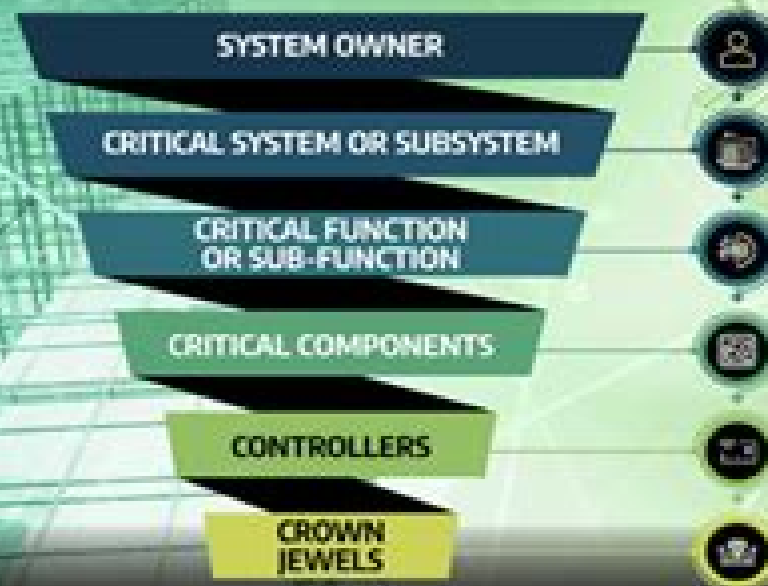 SYSTEM OWNER
CRITICAL SYSTEM OR SUBSYSTEM
CRITICAL FUNCTION
OR SUB-FUNCTION
CRITICAL COMPONENTS
CONTROLLERS
CROWN
JEWELS